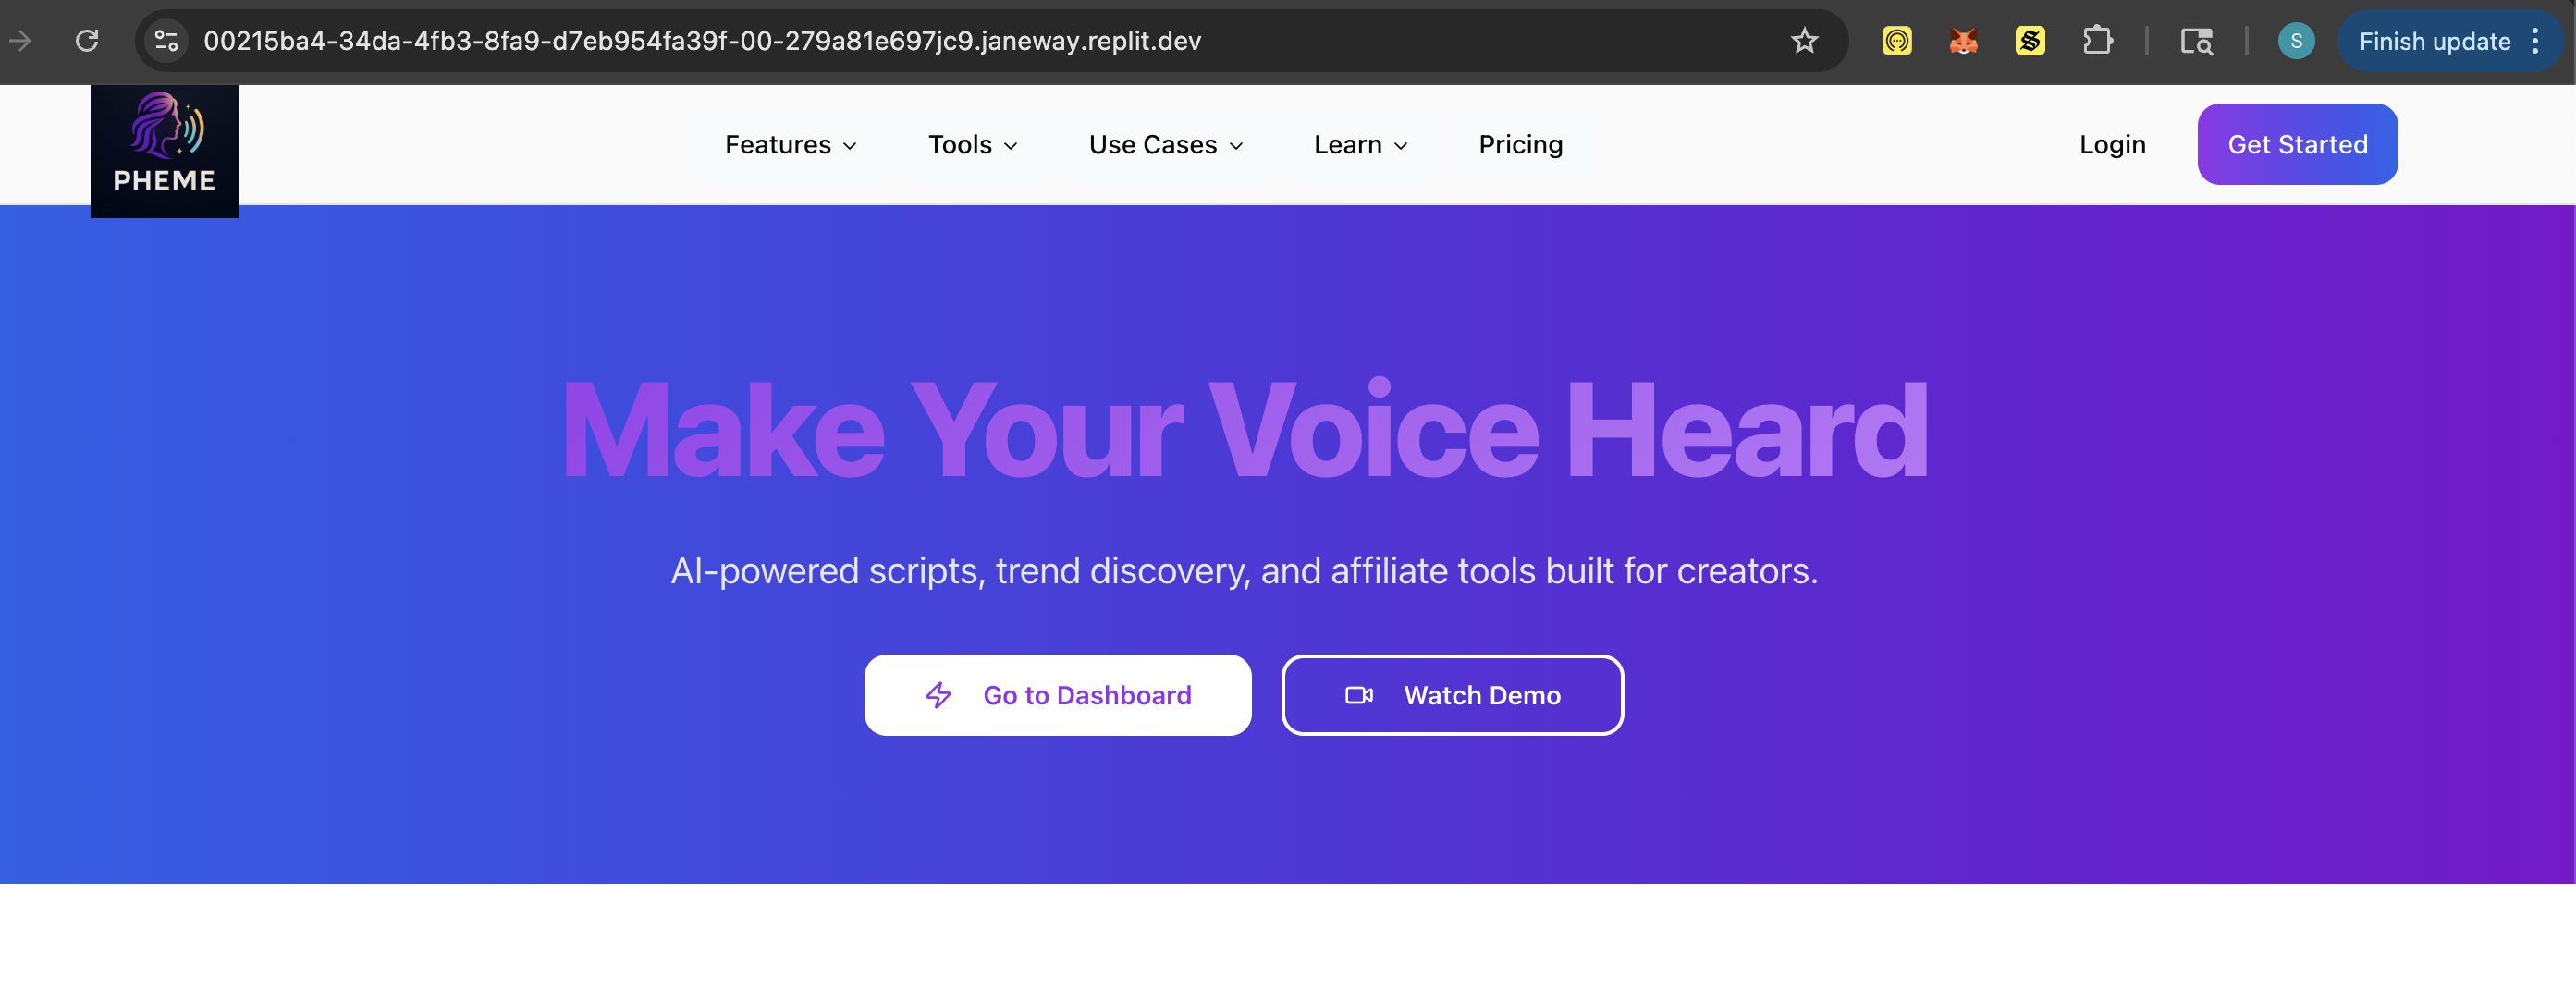 00215ba4-34da-4fb3-8fa9-d7eb954fa39f-00-279a81e697jc9.janeway.replit.dev
S
Finish update
PHEME
Features
Tools
Use Cases
Learn
Pricing
Login
Get Started
Make Your Voice Heard
AI-powered scripts, trend discovery, and affiliate tools built for creators.
Go to Dashboard
Watch Demo